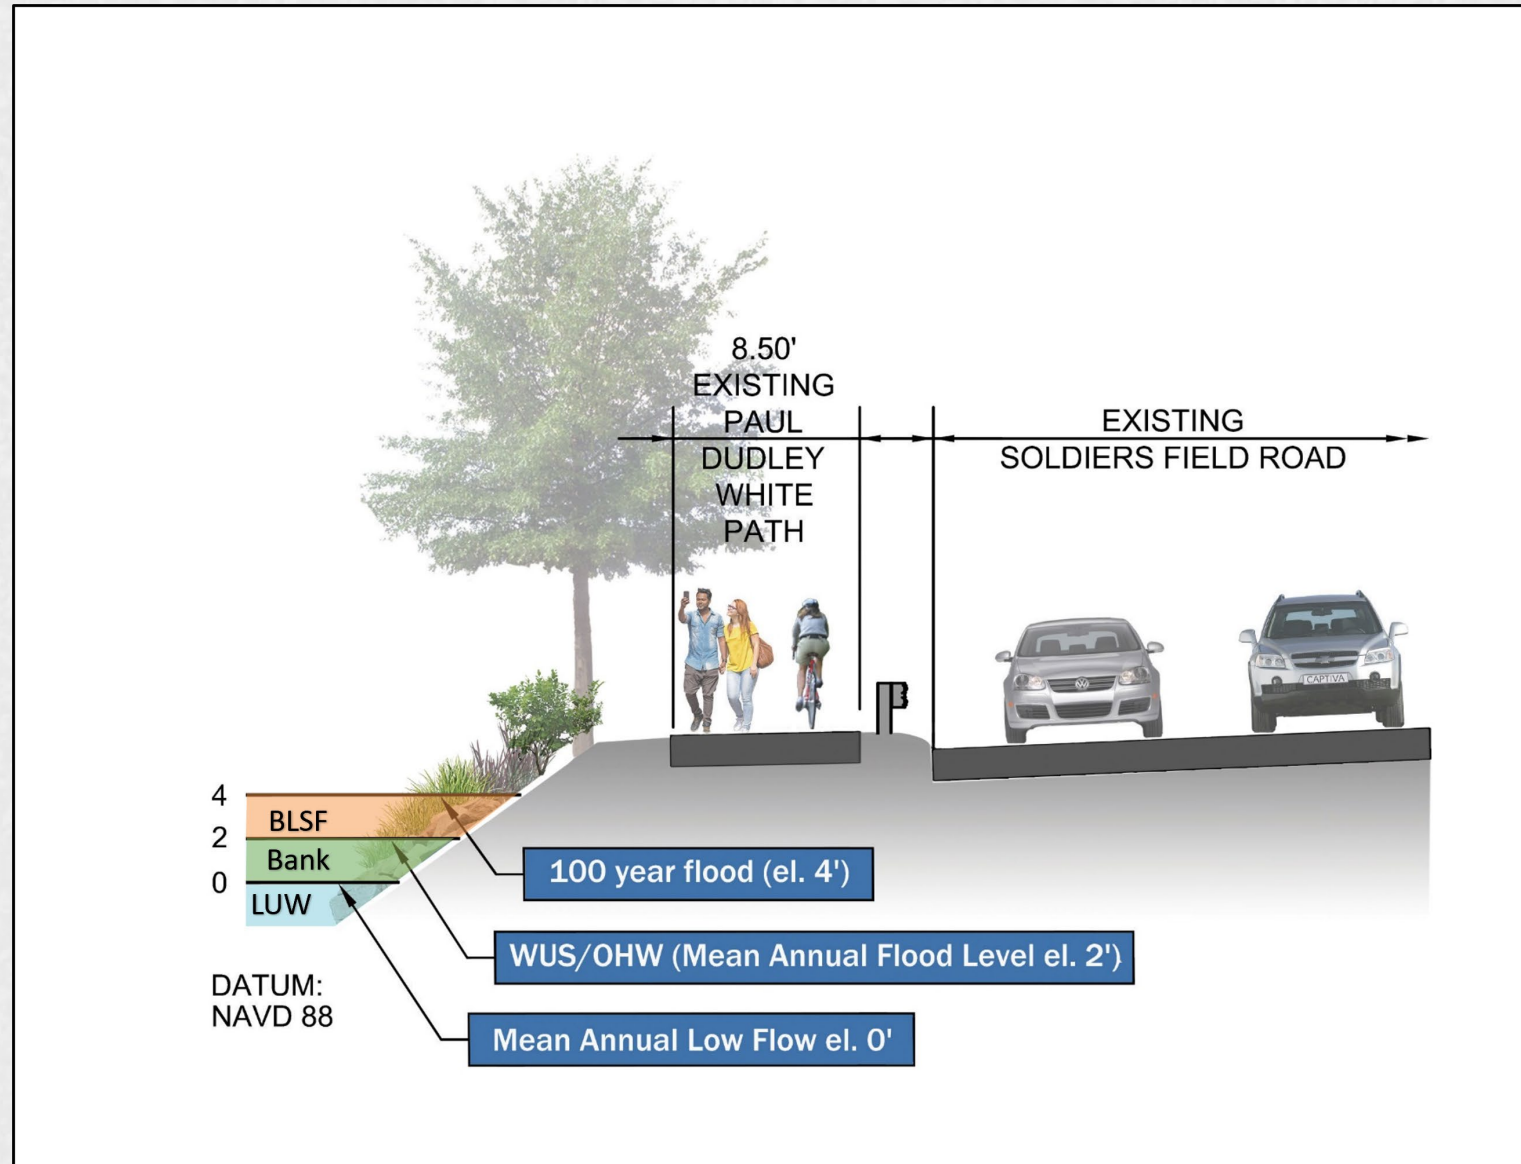 8.50'
EXISTING
PAUL
DUDLEY
WHITE
PATH
EXISTING
SOLDIERS FIELD ROAD
CAPTIVA
4
BLSF
2
Bank
0
LUW
100 year flood (el. 4')
WUS/OHW (Mean Annual Flood Level el. 2')
DATUM:
NAVD 88
Mean Annual Low Flow el. 0'